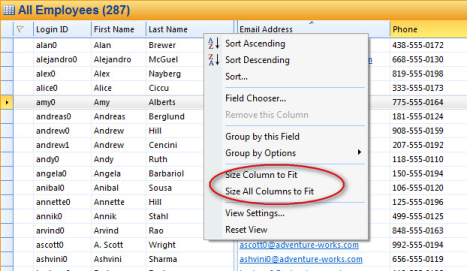 All Employees (287)
Login ID First Name Last Name Email Address Phone
alan0 Alan Brewer 438-555-0172
alejandro0 Alejandro McGuel 668-555-0130
alex0 Alex Nayberg 819-555-0198
alice0 Alice Ciccu 333-555-0173
amy0 Amy Alberts 775-555-0164
andreas0 Andreas Berglund 181-555-0124
andrew0 Andrew Hill 908-555-0159
andrew1 Andrew Cencini 207-555-0192
andy0 Andy Ruth 118-555-0110
angela0 Angela Barbariol 150-555-0194
anibal0 Anibal Sousa 106-555-0120
annette0 Annette Hill 125-555-0196
annik0 Annik Stahl 499-555-0125
arvind0 Arvind Rao 848-555-0163
ascott0 A. Scott Wright ascott0@adventure-works.com 992-555-0194
ashvini0 Ashvini Sharma ashvini0@adventure-works.com 656-555-0119
Sort Ascending
Sort Descending
Sort...
Field Chooser...
Remove this Column
Group by this Field
Group by Options
Size Column to Fit
Size All Columns to Fit
View Settings...
Reset View